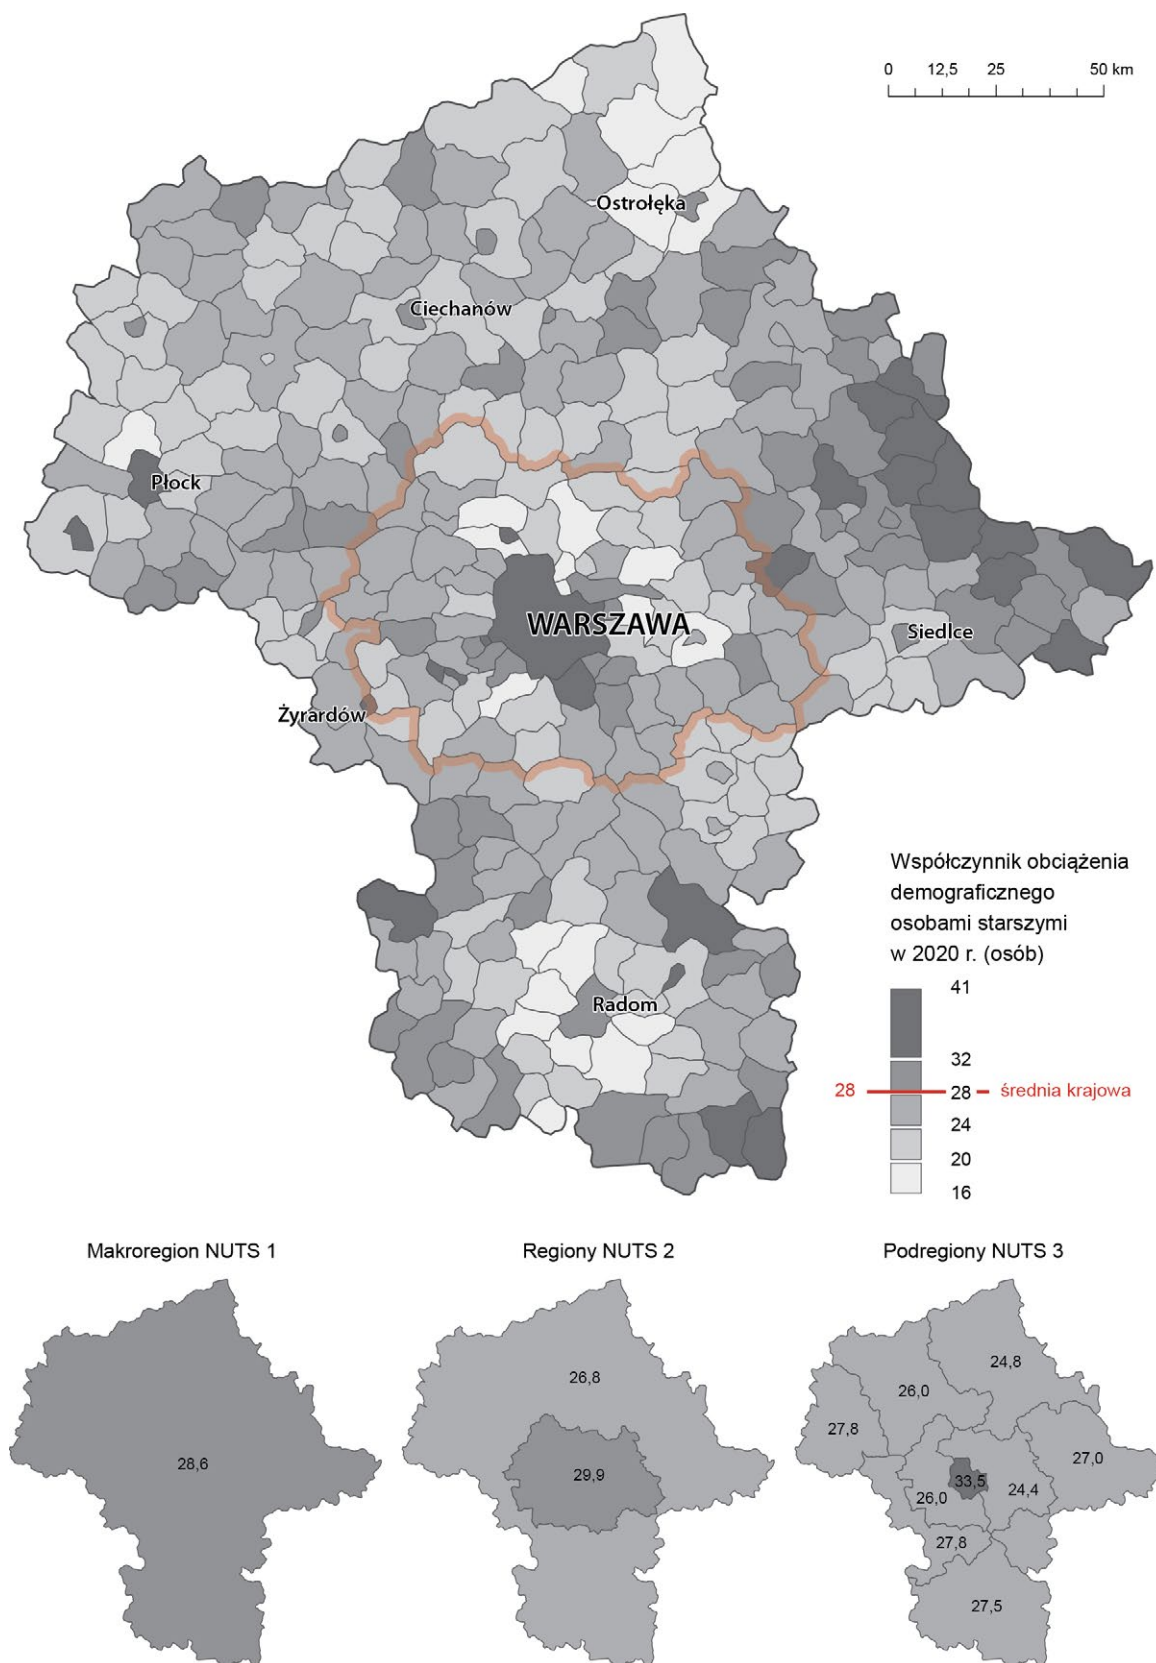 0 12,5 25 50 km
Ostrołęka
Ciechanów
Płock
WARSZAWA
Siedlce
Żyrardów
Radom
Współczynnik obciążenia
demograficznego
osobami starszymi
w 2020 r. (osób)
41
32
28 28 średnia krajowa
24
20
16
Makroregion NUTS 1
28,6
Regiony NUTS 2
26,8
29,9
Podregiony NUTS 3
24,8
26,0
27,8
27,0
33,5
26,0 24,4
27,8
27,5